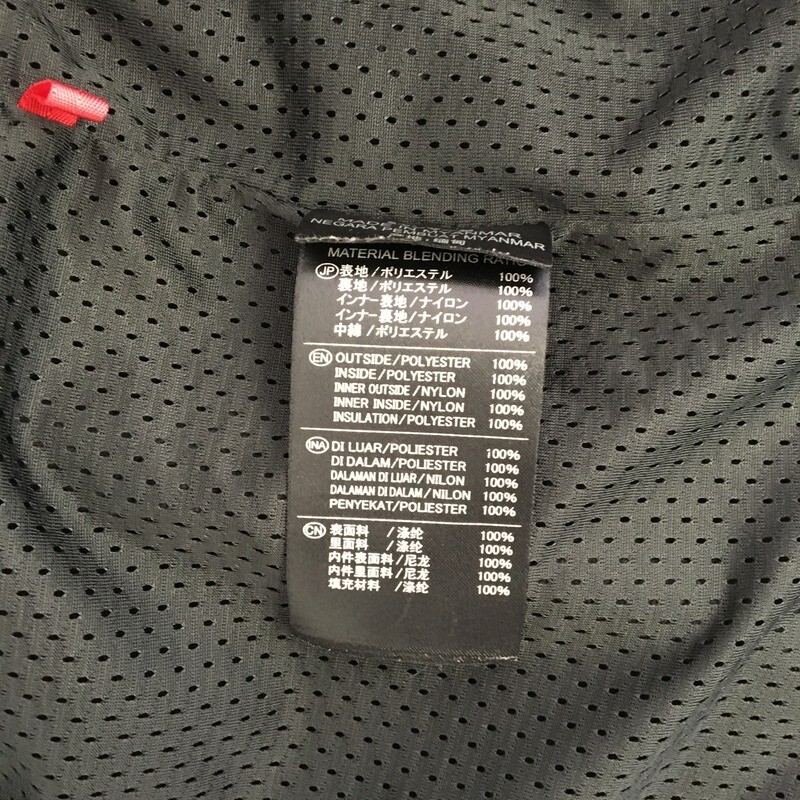 NEGARA PEMBUAT MYANMAR
MATERIAL BLENDING
JP 表地/ポリエステル 100%
裏地/ポリエステル 100%
インナー表地/ナイロン 100%
インナー裏地/ナイロン 100%
中綿/ポリエステル 100%
EN OUTSIDE/POLYESTER 100%
INSIDE/POLYESTER 100%
INNER OUTSIDE/NYLON 100%
INNER INSIDE/NYLON 100%
INSULATION/POLYESTER 100%
INA DI LUAR/POLIESTER 100%
DI DALAM/POLIESTER 100%
DALAMAN DI LUAR/NILON 100%
DALAMAN DI DALAM/NILON 100%
PENYEKAT/POLIESTER 100%
CN 表面料 /涤纶 100%
里面料 /涤纶 100%
内件表面料/尼龙 100%
内件里面料/尼龙 100%
填充材料 /涤纶 100%